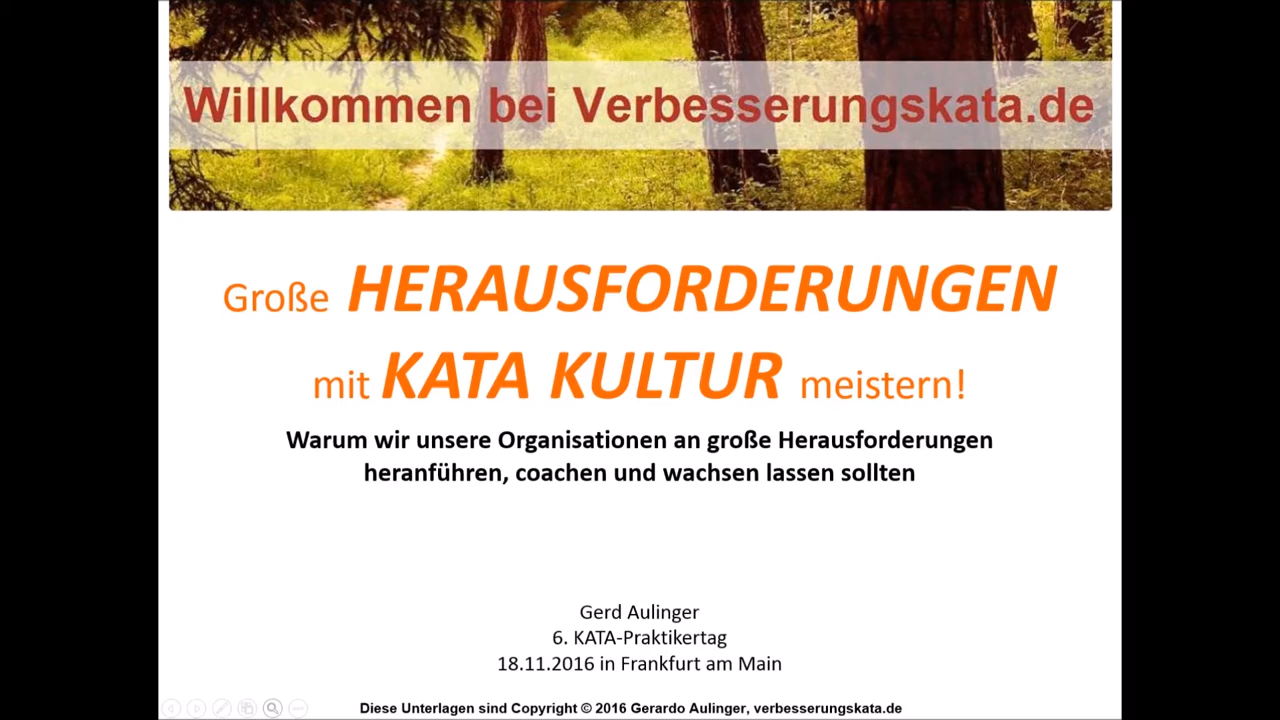 Willkommen bei Verbesserungskata.de
Große HERAUSFORDERUNGEN
mit KATA KULTUR meistern!
Warum wir unsere Organisationen an große Herausforderungen
heranführen, coachen und wachsen lassen sollten
Gerd Aulinger
6. KATA-Praktikertag
18.11.2016 in Frankfurt am Main
Diese Unterlagen sind Copyright © 2016 Gerardo Aulinger, verbesserungskata.de